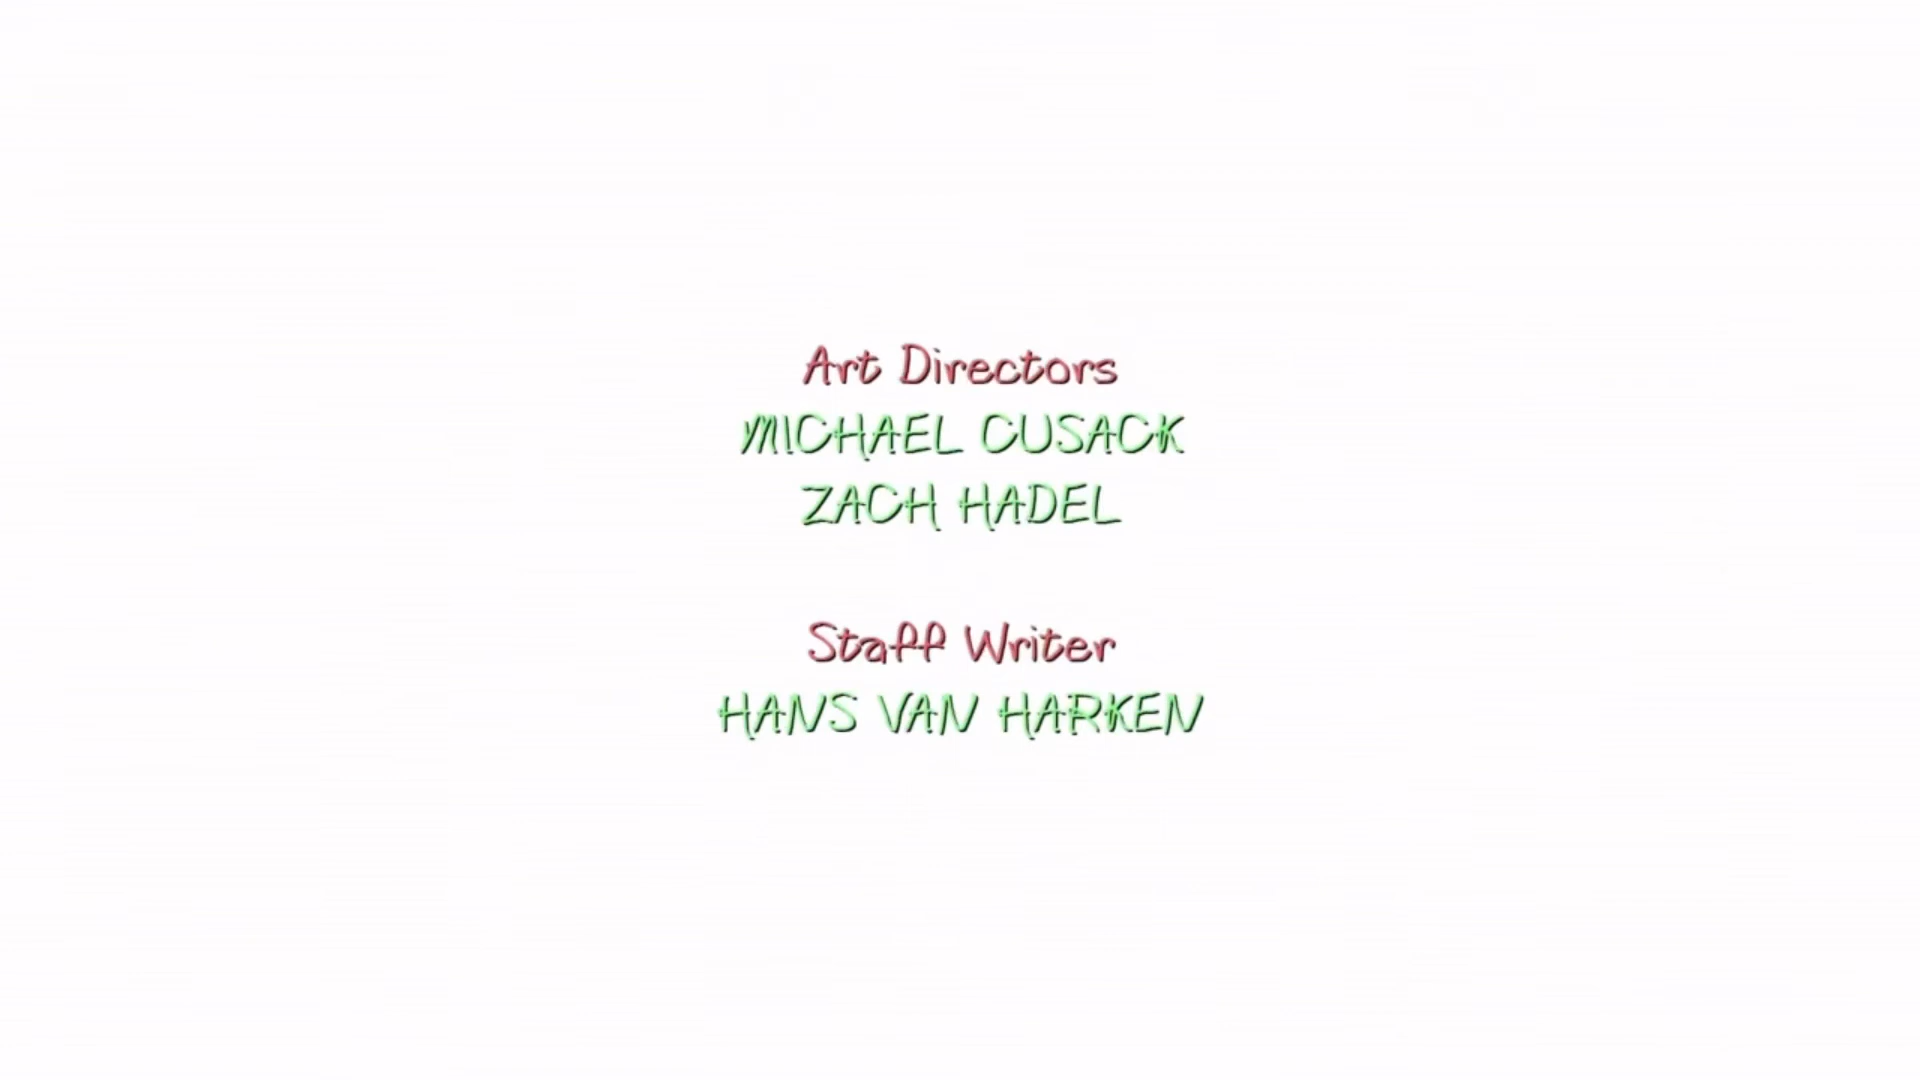 Art Directors
MICHAEL CUSACK
ZACH HADEL
Staff Writer
HANS VAN HARKEN